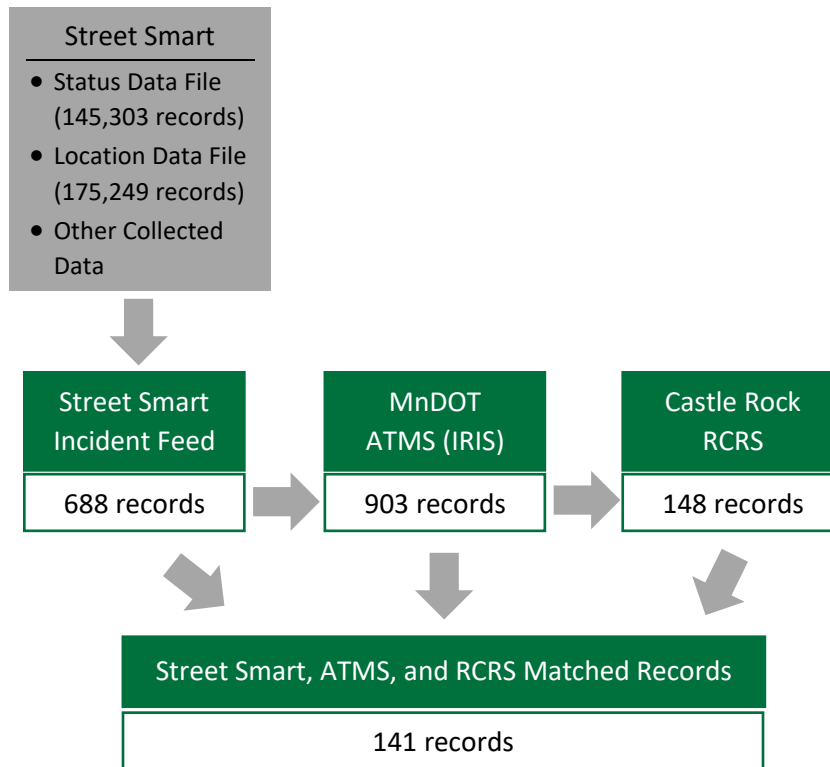 Street Smart
• Status Data File
(145,303 records)
• Location Data File
(175,249 records)
• Other Collected
Data
Street Smart
Incident Feed
688 records
MnDOT
ATMS (IRIS)
903 records
Castle Rock
RCRS
148 records
Street Smart, ATMS, and RCRS Matched Records
141 records